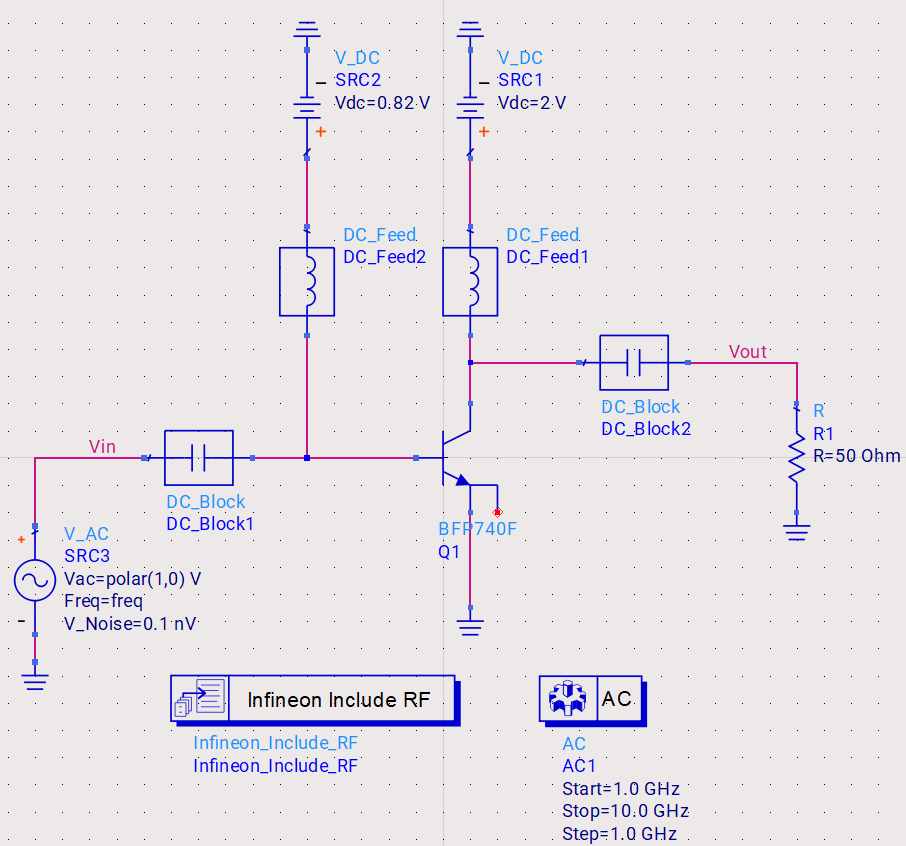 V_DC
SRC2
Vdc=0.82 V
V_DC
SRC1
Vdc=2 V
DC_Feed
DC_Feed2
DC_Feed
DC_Feed1
Vout
DC_Block
DC_Block2
R
R1
R=50 Ohm
Vin
DC_Block
DC_Block1
BFP740F
Q1
V_AC
SRC3
Vac=polar(1,0) V
Freq=freq
V_Noise=0.1 nV
Infineon Include RF
Infineon_Include_RF
Infineon_Include_RF
AC
AC
AC1
Start=1.0 GHz
Stop=10.0 GHz
Step=1.0 GHz